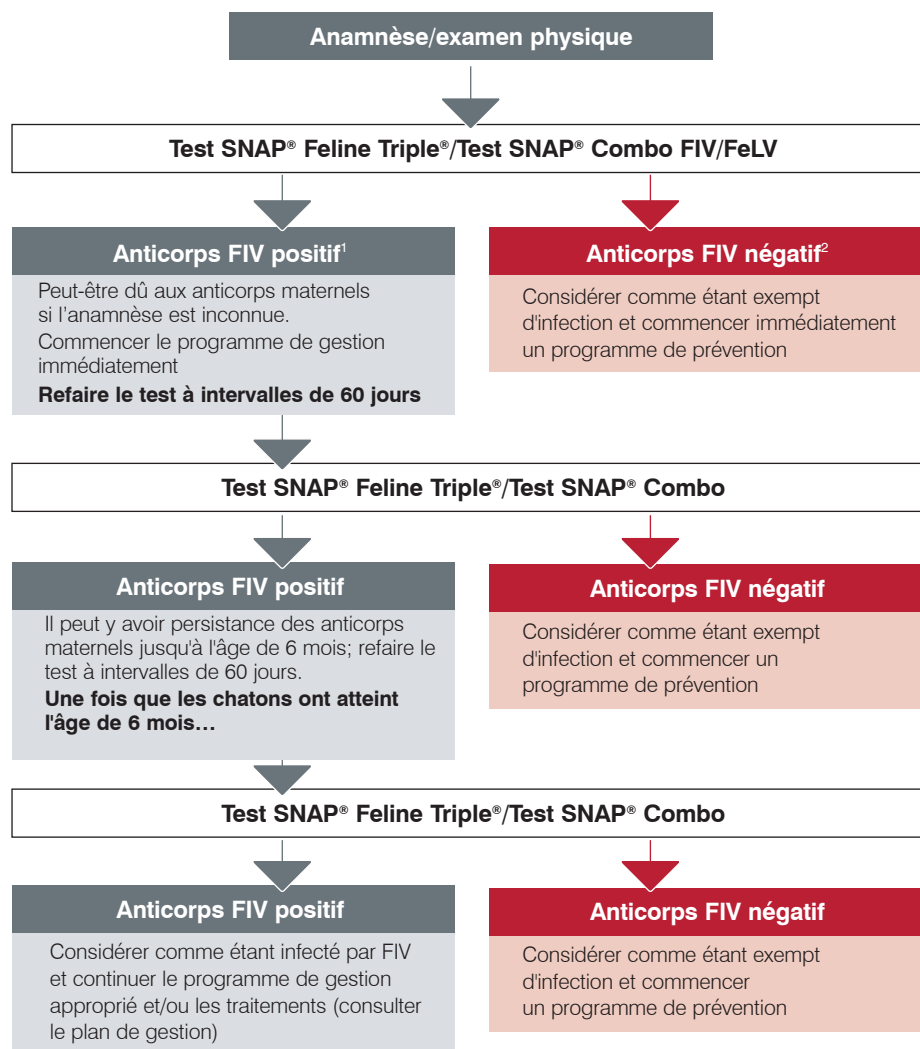 Anamnèse/examen physique
Test SNAP® Feline Triple®/Test SNAP® Combo FIV/FeLV
Anticorps FIV positif¹
Peut-être dû aux anticorps maternels
si l'anamnèse est inconnue.
Commencer le programme de gestion
immédiatement
Refaire le test à intervalles de 60 jours
Anticorps FIV négatif²
Considérer comme étant exempt
d'infection et commencer immédiatement
un programme de prévention
Test SNAP® Feline Triple®/Test SNAP® Combo
Anticorps FIV positif
Il peut y avoir persistance des anticorps
maternels jusqu'à l'âge de 6 mois; refaire le
test à intervalles de 60 jours.
Une fois que les chatons ont atteint
l'âge de 6 mois…
Anticorps FIV négatif
Considérer comme étant exempt
d'infection et commencer un
programme de prévention
Test SNAP® Feline Triple®/Test SNAP® Combo
Anticorps FIV positif
Considérer comme étant infecté par FIV
et continuer le programme de gestion
approprié et/ou les traitements (consulter
le plan de gestion)
Anticorps FIV négatif
Considérer comme étant exempt
d'infection et commencer
un programme de prévention